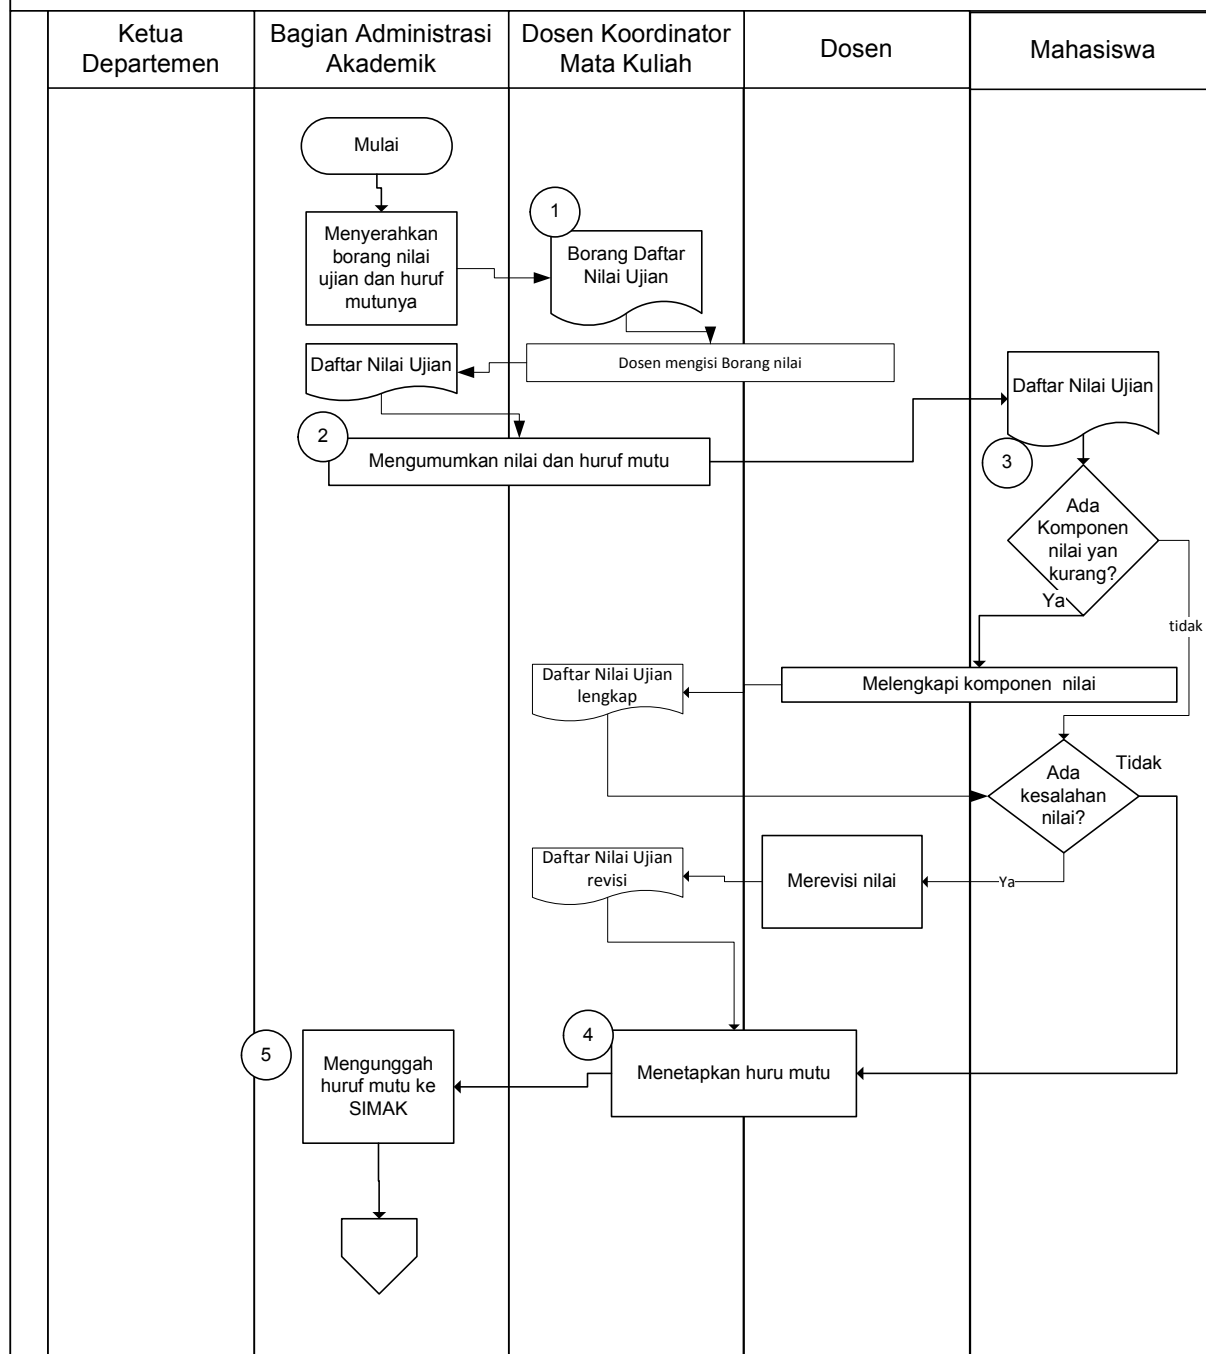 Ketua
Departemen
Bagian Administrasi
Akademik
Dosen Koordinator
Mata Kuliah
Dosen
Mahasiswa
Mulai
1
Menyerahkan
borang nilai
ujian dan huruf
mutunya
Borang Daftar
Nilai Ujian
Daftar Nilai Ujian
Dosen mengisi Borang nilai
Daftar Nilai Ujian
2
Mengumumkan nilai dan huruf mutu
3
Ada
Komponen
nilai yan
kurang?
Ya
tidak
Daftar Nilai Ujian
lengkap
Melengkapi komponen nilai
Ada
kesalahan
nilai?
Tidak
Daftar Nilai Ujian
revisi
Merevisi nilai
Ya
4
5
Mengunggah
huruf mutu ke
SIMAK
Menetapkan huru mutu